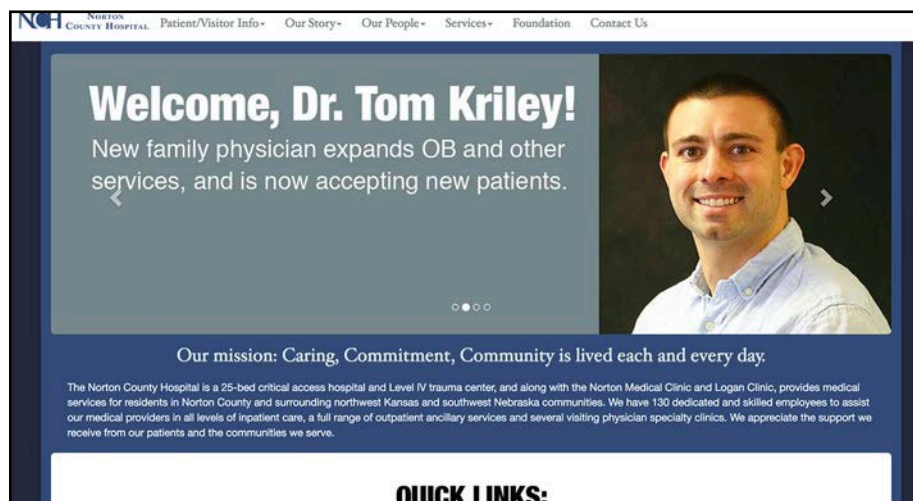 NCH NORTON
COUNTY HOSPITAL
Patient/Visitor Info Our Story Our People Services Foundation Contact Us
Welcome, Dr. Tom Kriley!
New family physician expands OB and other
services, and is now accepting new patients.
Our mission: Caring, Commitment, Community is lived each and every day.
The Norton County Hospital is a 25-bed critical access hospital and Level IV trauma center, and along with the Norton Medical Clinic and Logan Clinic, provides medical
services for residents in Norton County and surrounding northwest Kansas and southwest Nebraska communities. We have 130 dedicated and skilled employees to assist
our medical providers in all levels of inpatient care, a full range of outpatient ancillary services and several visiting physician specialty clinics. We appreciate the support we
receive from our patients and the communities we serve.
QUICK LINKS: